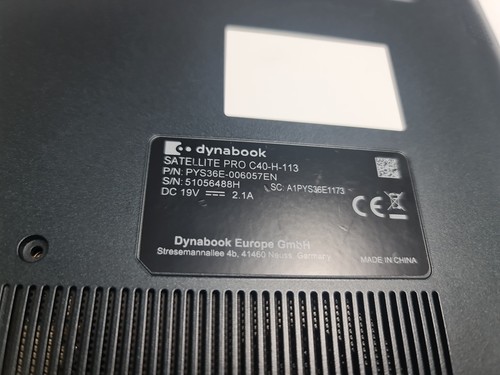 dynabook
SATELLITE PRO C40-H-113
P/N: PYS36E-006057EN
S/N: 51056488H SC: A1PYS36E1173
DC 19V ⎓ 2.1A
CE
Dynabook Europe GmbH
Stresemannallee 4b, 41460 Neuss, Germany
MADE IN CHINA